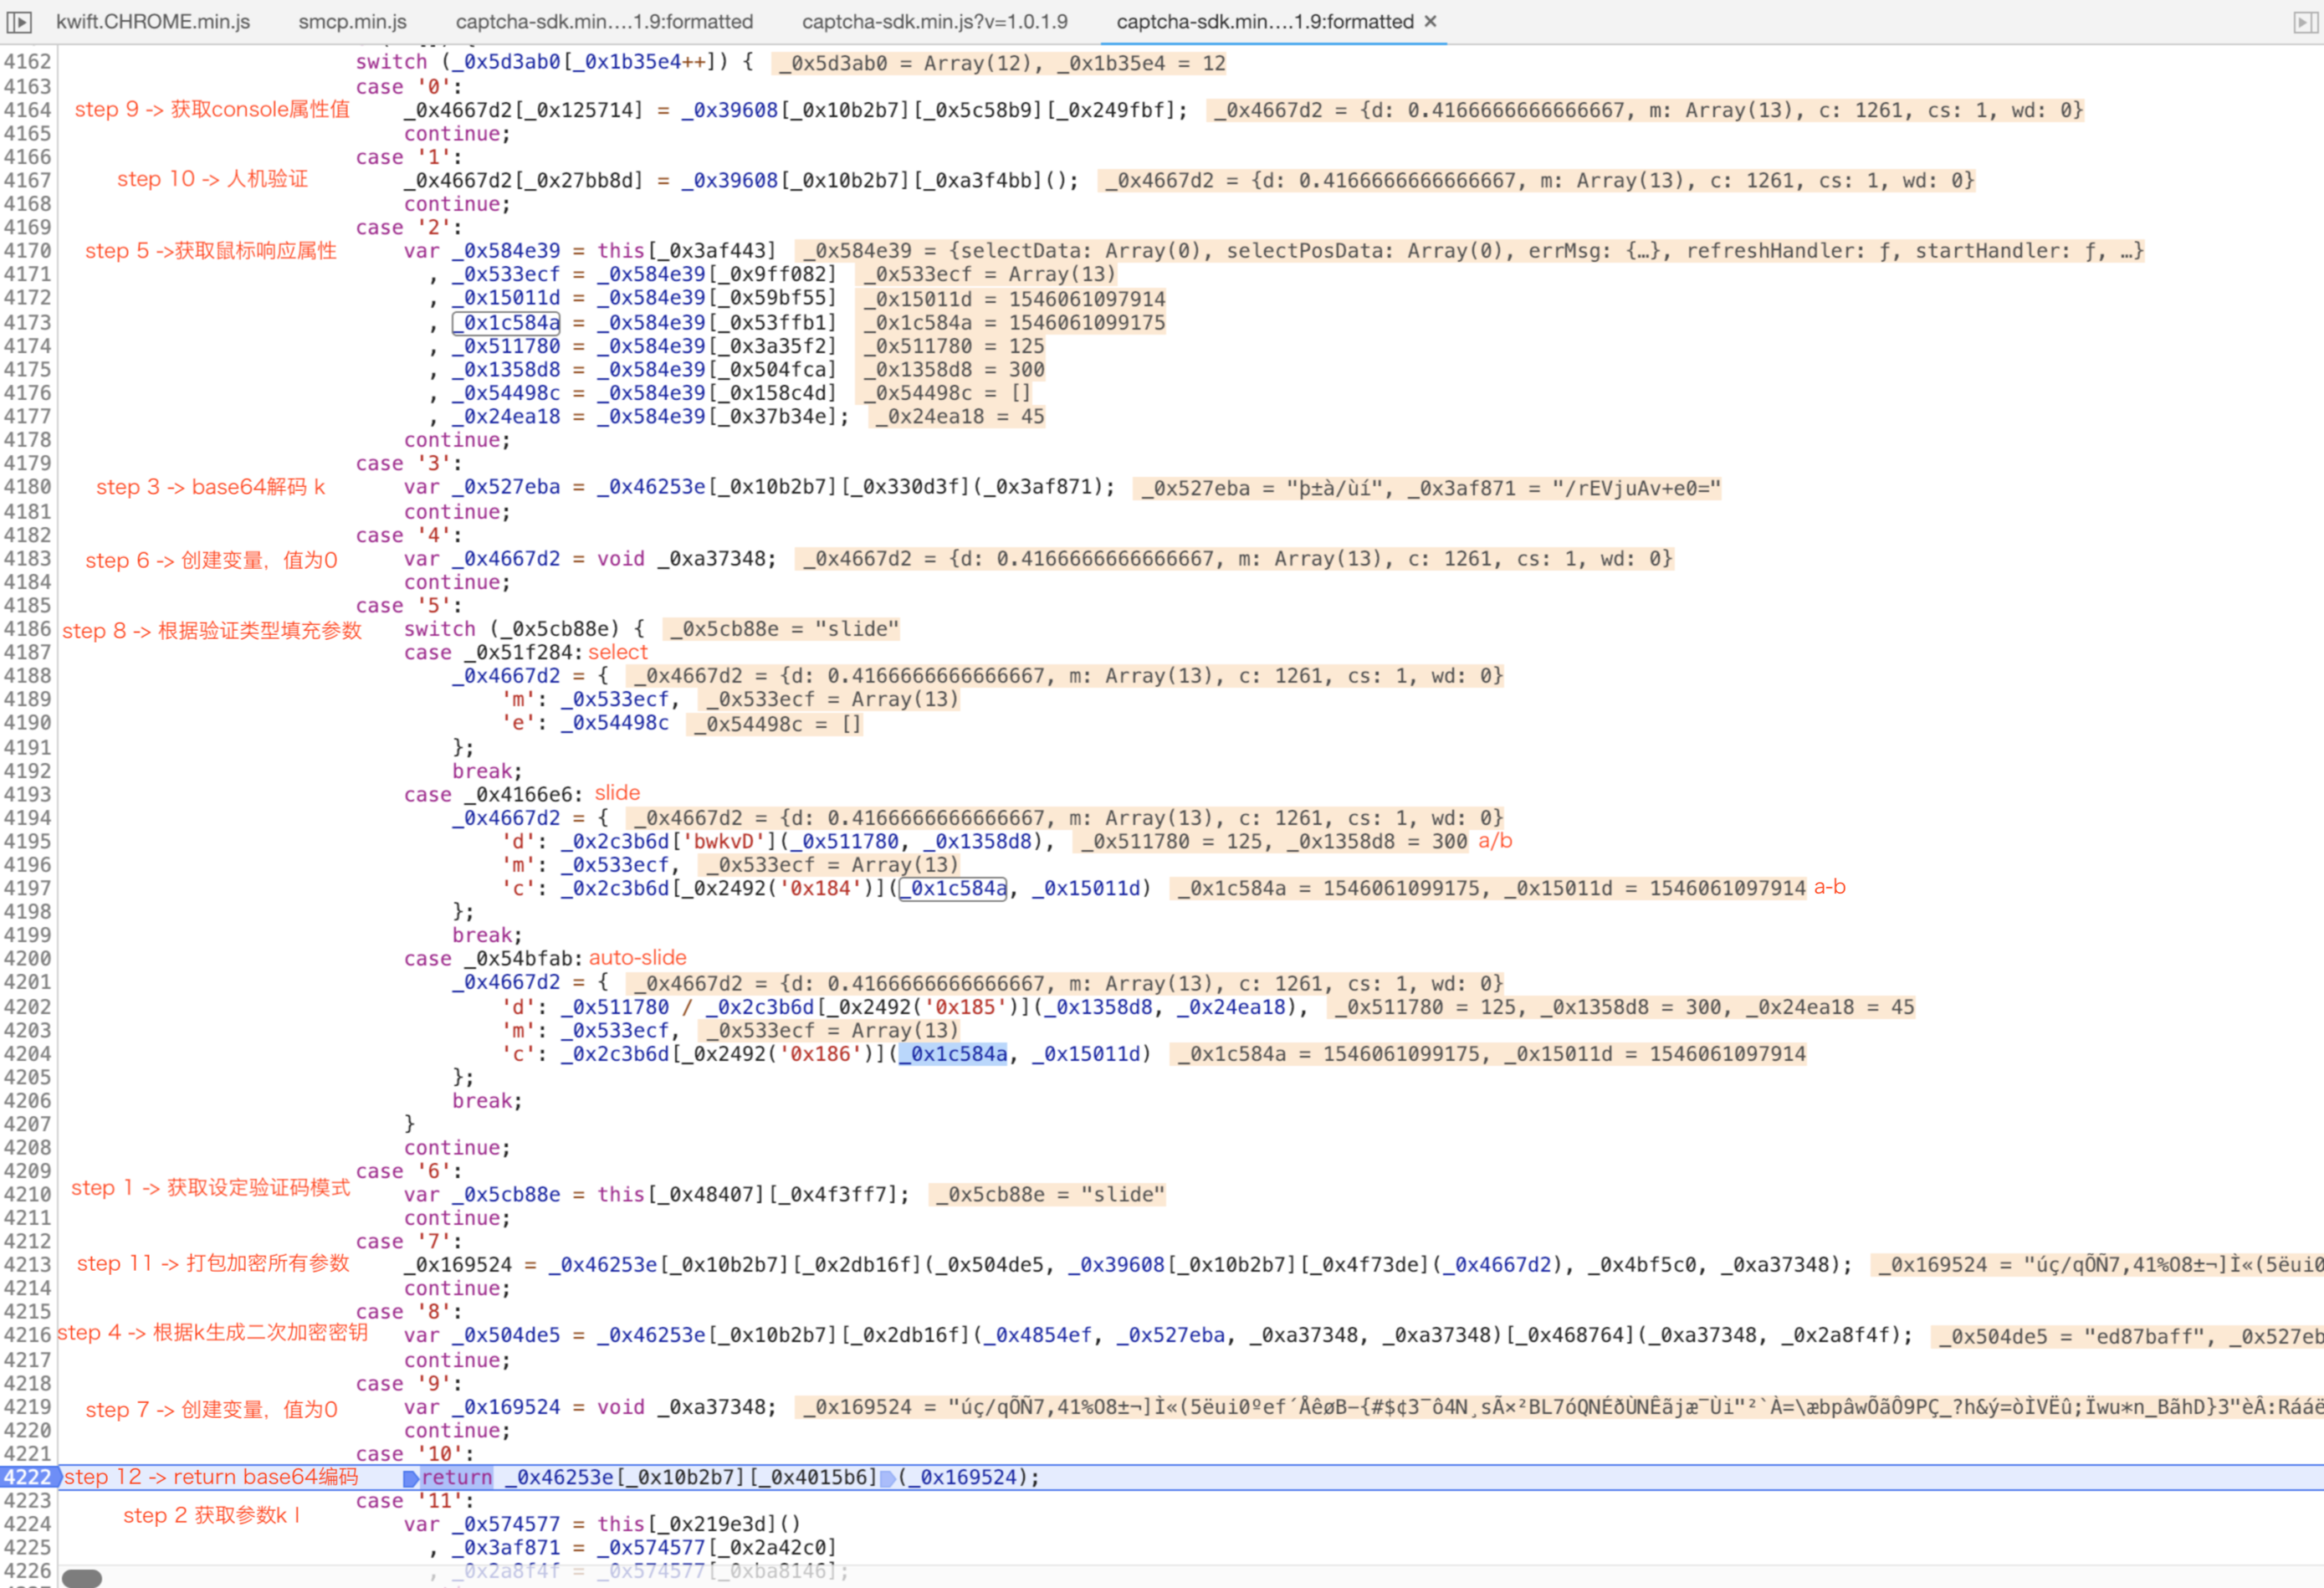 kwift.CHROME.min.js smcp.min.js captcha-sdk.min....1.9:formatted captcha-sdk.min.js?v=1.0.1.9 captcha-sdk.min....1.9:formatted ×
4162 switch (_0x5d3ab0[_0x1b35e4++]) { _0x5d3ab0 = Array(12), _0x1b35e4 = 12
4163 case '0':
4164 step 9 -> 获取console属性值 _0x4667d2[_0x125714] = _0x39608[_0x10b2b7][_0x5c58b9][_0x249fbf]; _0x4667d2 = {d: 0.4166666666666667, m: Array(13), c: 1261, cs: 1, wd: 0}
4165 continue;
4166 case '1':
4167 step 10 -> 人机验证 _0x4667d2[_0x27bb8d] = _0x39608[_0x10b2b7][_0xa3f4bb](); _0x4667d2 = {d: 0.4166666666666667, m: Array(13), c: 1261, cs: 1, wd: 0}
4168 continue;
4169 case '2':
4170 step 5 ->获取鼠标响应属性 var _0x584e39 = this[_0x3af443] _0x584e39 = {selectData: Array(0), selectPosData: Array(0), errMsg: {…}, refreshHandler: ƒ, startHandler: ƒ, …}
4171 , _0x533ecf = _0x584e39[_0x9ff082] _0x533ecf = Array(13)
4172 , _0x15011d = _0x584e39[_0x59bf55] _0x15011d = 1546061097914
4173 , _0x1c584a = _0x584e39[_0x53ffb1] _0x1c584a = 1546061099175
4174 , _0x511780 = _0x584e39[_0x3a35f2] _0x511780 = 125
4175 , _0x1358d8 = _0x584e39[_0x504fca] _0x1358d8 = 300
4176 , _0x54498c = _0x584e39[_0x158c4d] _0x54498c = []
4177 , _0x24ea18 = _0x584e39[_0x37b34e]; _0x24ea18 = 45
4178 continue;
4179 case '3':
4180 step 3 -> base64解码 k var _0x527eba = _0x46253e[_0x10b2b7][_0x330d3f](_0x3af871); _0x527eba = "þ±à/ùí", _0x3af871 = "/rEVjuAv+e0="
4181 continue;
4182 case '4':
4183 step 6 -> 创建变量，值为0 var _0x4667d2 = void _0xa37348; _0x4667d2 = {d: 0.4166666666666667, m: Array(13), c: 1261, cs: 1, wd: 0}
4184 continue;
4185 case '5':
4186 step 8 -> 根据验证类型填充参数 switch (_0x5cb88e) { _0x5cb88e = "slide"
4187 case _0x51f284: select
4188 _0x4667d2 = { _0x4667d2 = {d: 0.4166666666666667, m: Array(13), c: 1261, cs: 1, wd: 0}
4189 'm': _0x533ecf, _0x533ecf = Array(13)
4190 'e': _0x54498c _0x54498c = []
4191 };
4192 break;
4193 case _0x4166e6: slide
4194 _0x4667d2 = { _0x4667d2 = {d: 0.4166666666666667, m: Array(13), c: 1261, cs: 1, wd: 0}
4195 'd': _0x2c3b6d['bwkvD'](_0x511780, _0x1358d8), _0x511780 = 125, _0x1358d8 = 300 a/b
4196 'm': _0x533ecf, _0x533ecf = Array(13)
4197 'c': _0x2c3b6d[_0x2492('0x184')](_0x1c584a, _0x15011d) _0x1c584a = 1546061099175, _0x15011d = 1546061097914 a-b
4198 };
4199 break;
4200 case _0x54bfab: auto-slide
4201 _0x4667d2 = { _0x4667d2 = {d: 0.4166666666666667, m: Array(13), c: 1261, cs: 1, wd: 0}
4202 'd': _0x511780 / _0x2c3b6d[_0x2492('0x185')](_0x1358d8, _0x24ea18), _0x511780 = 125, _0x1358d8 = 300, _0x24ea18 = 45
4203 'm': _0x533ecf, _0x533ecf = Array(13)
4204 'c': _0x2c3b6d[_0x2492('0x186')](_0x1c584a, _0x15011d) _0x1c584a = 1546061099175, _0x15011d = 1546061097914
4205 };
4206 break;
4207 }
4208 continue;
4209 case '6':
4210 step 1 -> 获取设定验证码模式 var _0x5cb88e = this[_0x48407][_0x4f3ff7]; _0x5cb88e = "slide"
4211 continue;
4212 case '7':
4213 step 11 -> 打包加密所有参数 _0x169524 = _0x46253e[_0x10b2b7][_0x2db16f](_0x504de5, _0x39608[_0x10b2b7][_0x4f73de](_0x4667d2), _0x4bf5c0, _0xa37348); _0x169524 = "úç/qÕÑ7,41%O8±¬]Ì«(5ëui0
4214 continue;
4215 case '8':
4216 step 4 -> 根据k生成二次加密密钥 var _0x504de5 = _0x46253e[_0x10b2b7][_0x2db16f](_0x4854ef, _0x527eba, _0xa37348, _0xa37348)[_0x468764](_0xa37348, _0x2a8f4f); _0x504de5 = "ed87baff", _0x527eb
4217 continue;
4218 case '9':
4219 step 7 -> 创建变量，值为0 var _0x169524 = void _0xa37348; _0x169524 = "úç/qÕÑ7,41%O8±¬]Ì«(5ëui0ºef´ÅêøB–{#$¢3¯ô4N¸sÃ×²BL7óQNÉðÙNÊãjæ¯Ùi"²`À=\æbpâwÕãÔ9PÇ_?h&ý=òÌVËû;Ïwu*n_BãhD}3"èÂ:Rááë
4220 continue;
4221 case '10':
4222 step 12 -> return base64编码 return _0x46253e[_0x10b2b7][_0x4015b6](_0x169524);
4223 case '11':
4224 step 2 获取参数k l var _0x574577 = this[_0x219e3d]()
4225 , _0x3af871 = _0x574577[_0x2a42c0]
4226 , _0x2a8f4f = _0x574577[_0xba8146];